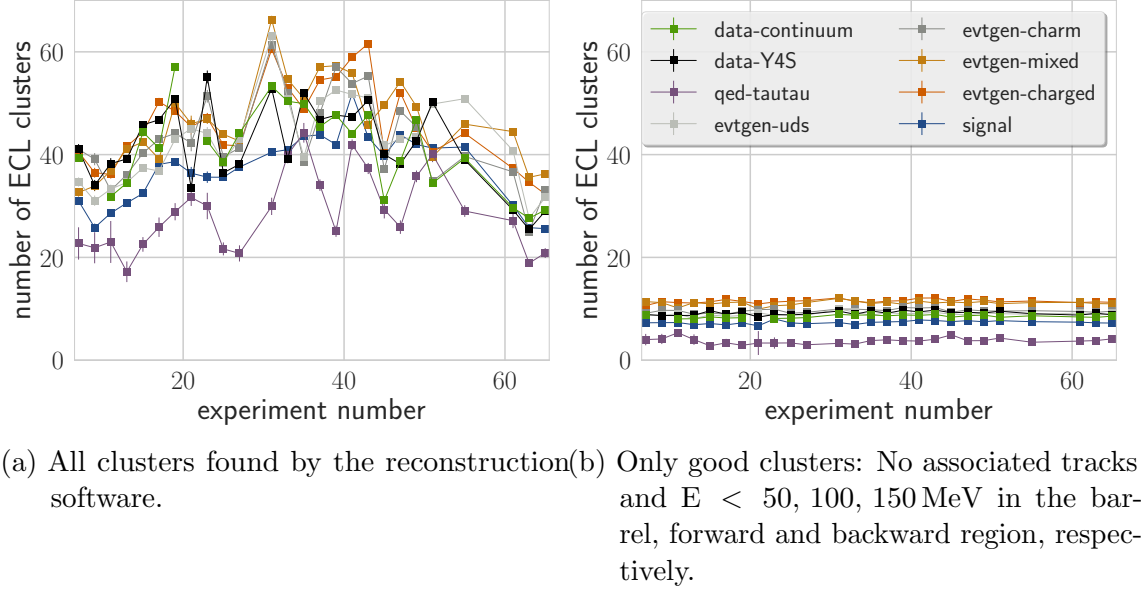 60
40
20
0
number of ECL clusters
20
40
60
experiment number
60
40
20
0
number of ECL clusters
20
40
60
experiment number
data-continuum
data-Y4S
qed-tautau
evtgen-uds
evtgen-charm
evtgen-mixed
evtgen-charged
signal
(a) All clusters found by the reconstruction
software.
(b) Only good clusters: No associated tracks
and E < 50, 100, 150 MeV in the bar-
rel, forward and backward region, respec-
tively.